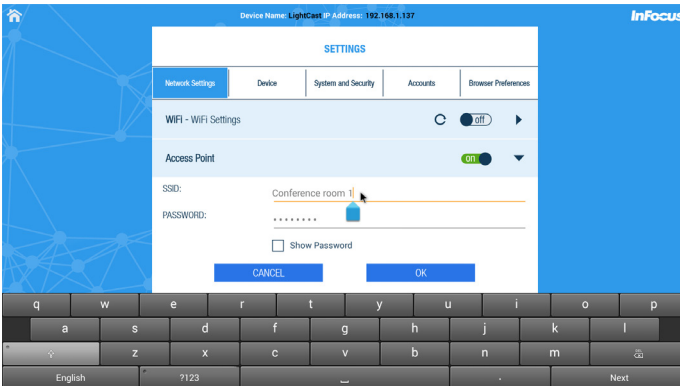 Device Name: LightCast IP Address: 192.168.1.137
InFocus
SETTINGS
Network Settings Device System and Security Accounts Browser Preferences
WiFi - WiFi Settings off
Access Point on
SSID: Conference room 1
PASSWORD: ········
Show Password
CANCEL OK
q w e r t y u i o p
a s d f g h j k l
z x c v b n m
English ?123 . Next